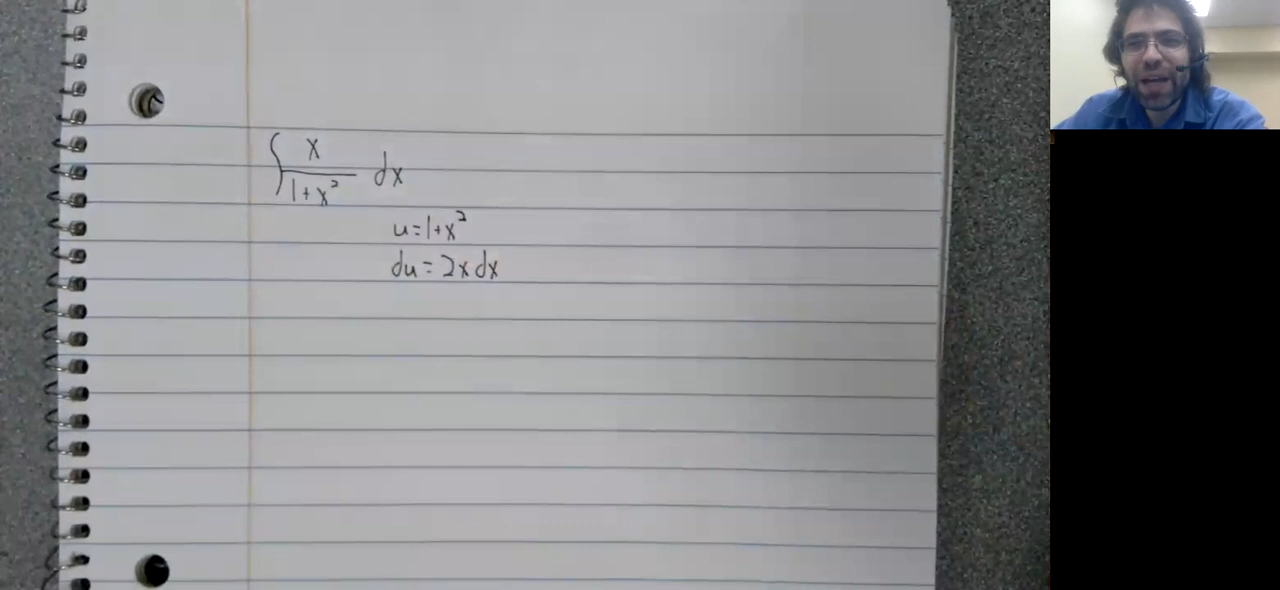 ∫ x/(1+x²) dx
u=1+x²
du=2x dx